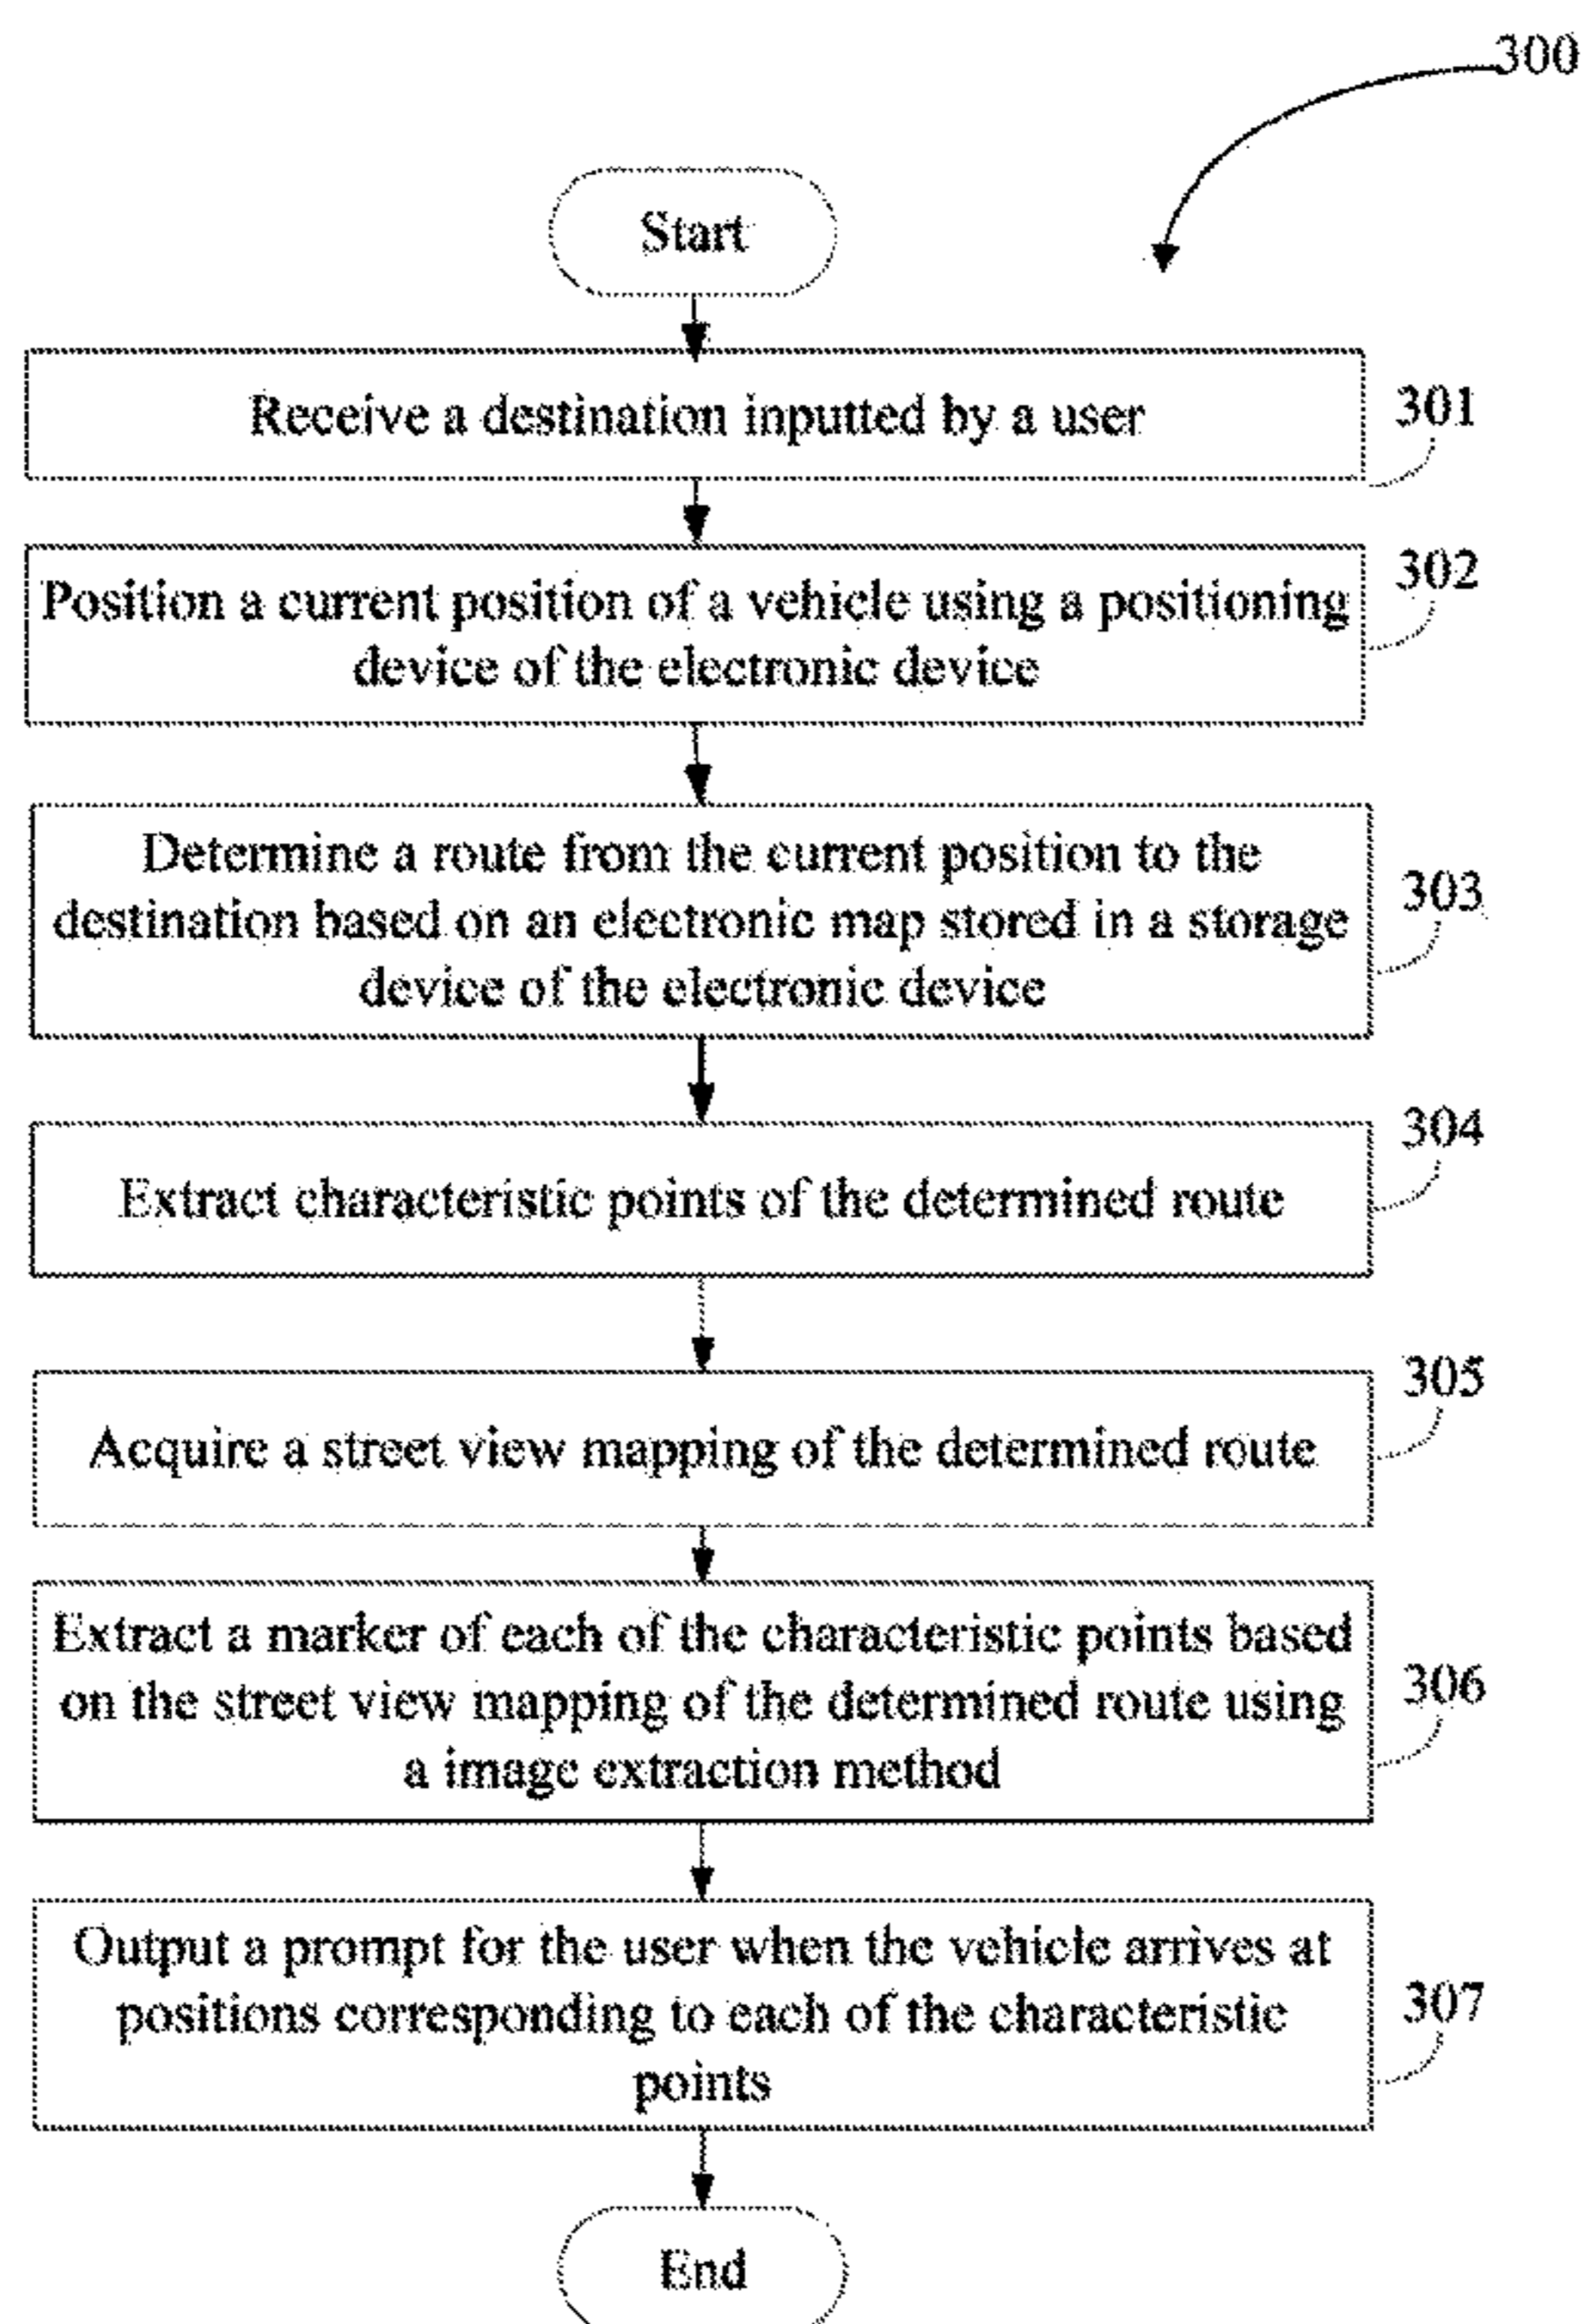 300
Start
Receive a destination inputted by a user
301
Position a current position of a vehicle using a positioning
device of the electronic device
302
Determine a route from the current position to the
destination based on an electronic map stored in a storage
device of the electronic device
303
Extract characteristic points of the determined route
304
Acquire a street view mapping of the determined route
305
Extract a marker of each of the characteristic points based
on the street view mapping of the determined route using
a image extraction method
306
Output a prompt for the user when the vehicle arrives at
positions corresponding to each of the characteristic
points
307
End